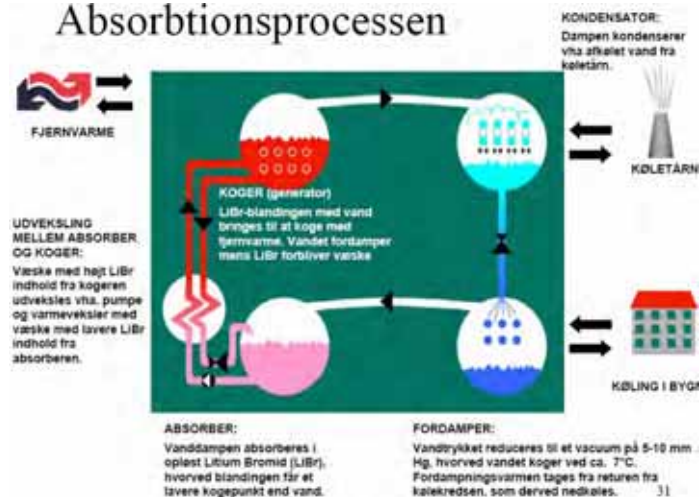 Absorbtionsprocessen
KONDENSATOR:
Dampen kondenserer
vha afkølet vand fra
køletårn.
FJERNVARME
KØLETÅRN
KOGER (generator)
LiBr-blandingen med vand
bringes til at koge med
fjernvarme. Vandet fordamper
mens LiBr forbliver væske
UDVEKSLING
MELLEM ABSORBER
OG KOGER:
Væske med højt LiBr
indhold fra kogeren
udveksles vha. pumpe
og varmeveksler med
væske med lavere LiBr
indhold fra
absorberen.
KØLING I BYGN
ABSORBER:
Vanddampen absorberes i
opløst Litium Bromid (LiBr),
hvorved blandingen får et
lavere kogepunkt end vand.
FORDAMPER:
Vandtrykket reduceres til et vacuum på 5-10 mm
Hg, hvorved vandet koger ved ca. 7°C.
Fordampningsvarmen tages fra returen fra
kølekredsen, som derved nedkøles.
31